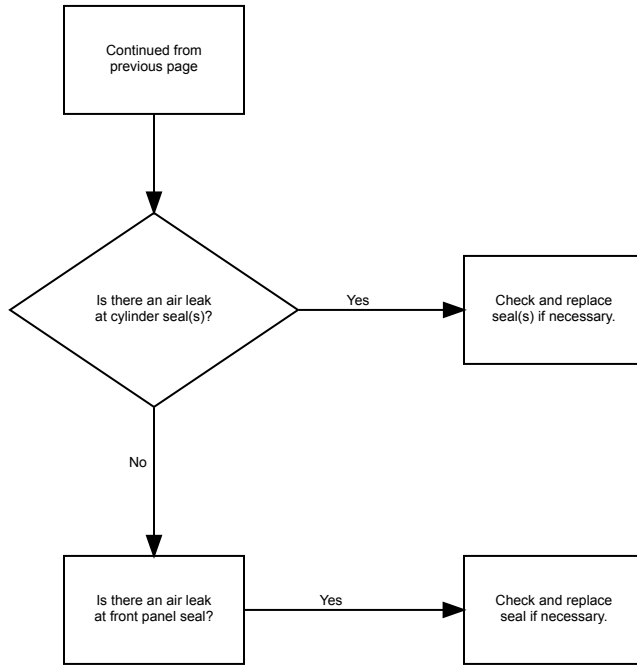 Continued from
previous page
Is there an air leak
at cylinder seal(s)?
Yes
Check and replace
seal(s) if necessary.
No
Is there an air leak
at front panel seal?
Yes
Check and replace
seal if necessary.